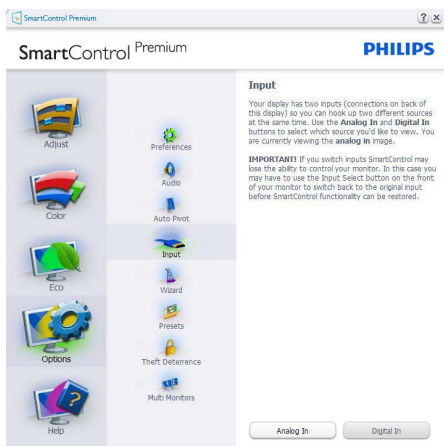 SmartControl Premium
SmartControl Premium
PHILIPS
Adjust
Color
Eco
Options
Help
Preferences
Audio
Auto Pivot
Input
Wizard
Presets
Theft Deterrence
Multi Monitors
Input
Your display has two inputs (connections on back of
this display) so you can hook up two different sources
at the same time. Use the Analog In and Digital In
buttons to select which source you'd like to view. You
are currently viewing the analog in image.
IMPORTANT! If you switch inputs SmartControl may
lose the ability to control your monitor. In this case you
may have to use the Input Select button on the front
of your monitor to switch back to the original input
before SmartControl functionality can be restored.
Analog In
Digital In